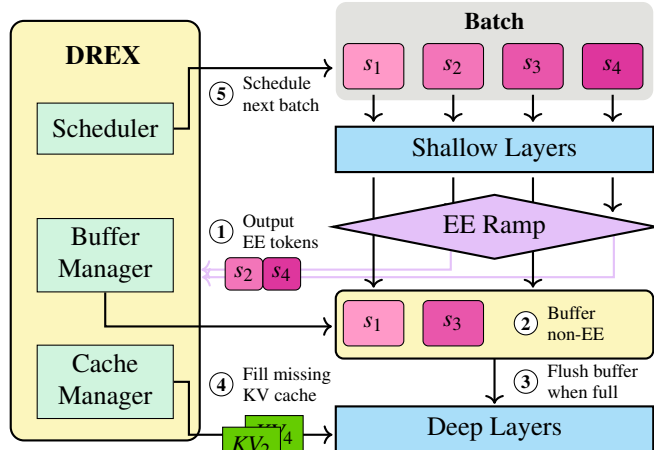 DREX
Batch
s1
s2
s3
s4
⑤ Schedule
next batch
Scheduler
Shallow Layers
① Output
EE tokens
EE Ramp
Buffer
Manager
s2
s4
s1
s3
② Buffer
non-EE
Cache
Manager
④ Fill missing
KV cache
③ Flush buffer
when full
KV4
KV2
Deep Layers